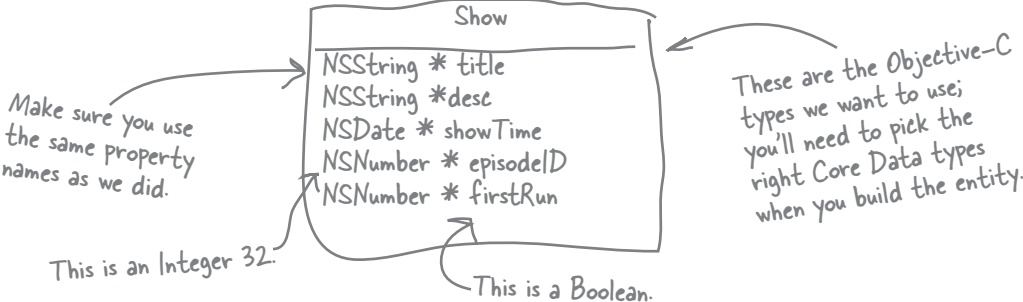 Show
NSString * title
NSString *desc
NSDate * showTime
NSNumber * episodeID
NSNumber * firstRun
Make sure you use
the same property
names as we did.
This is an Integer 32.
This is a Boolean.
These are the Objective-C
types we want to use;
you'll need to pick the
right Core Data types
when you build the entity.